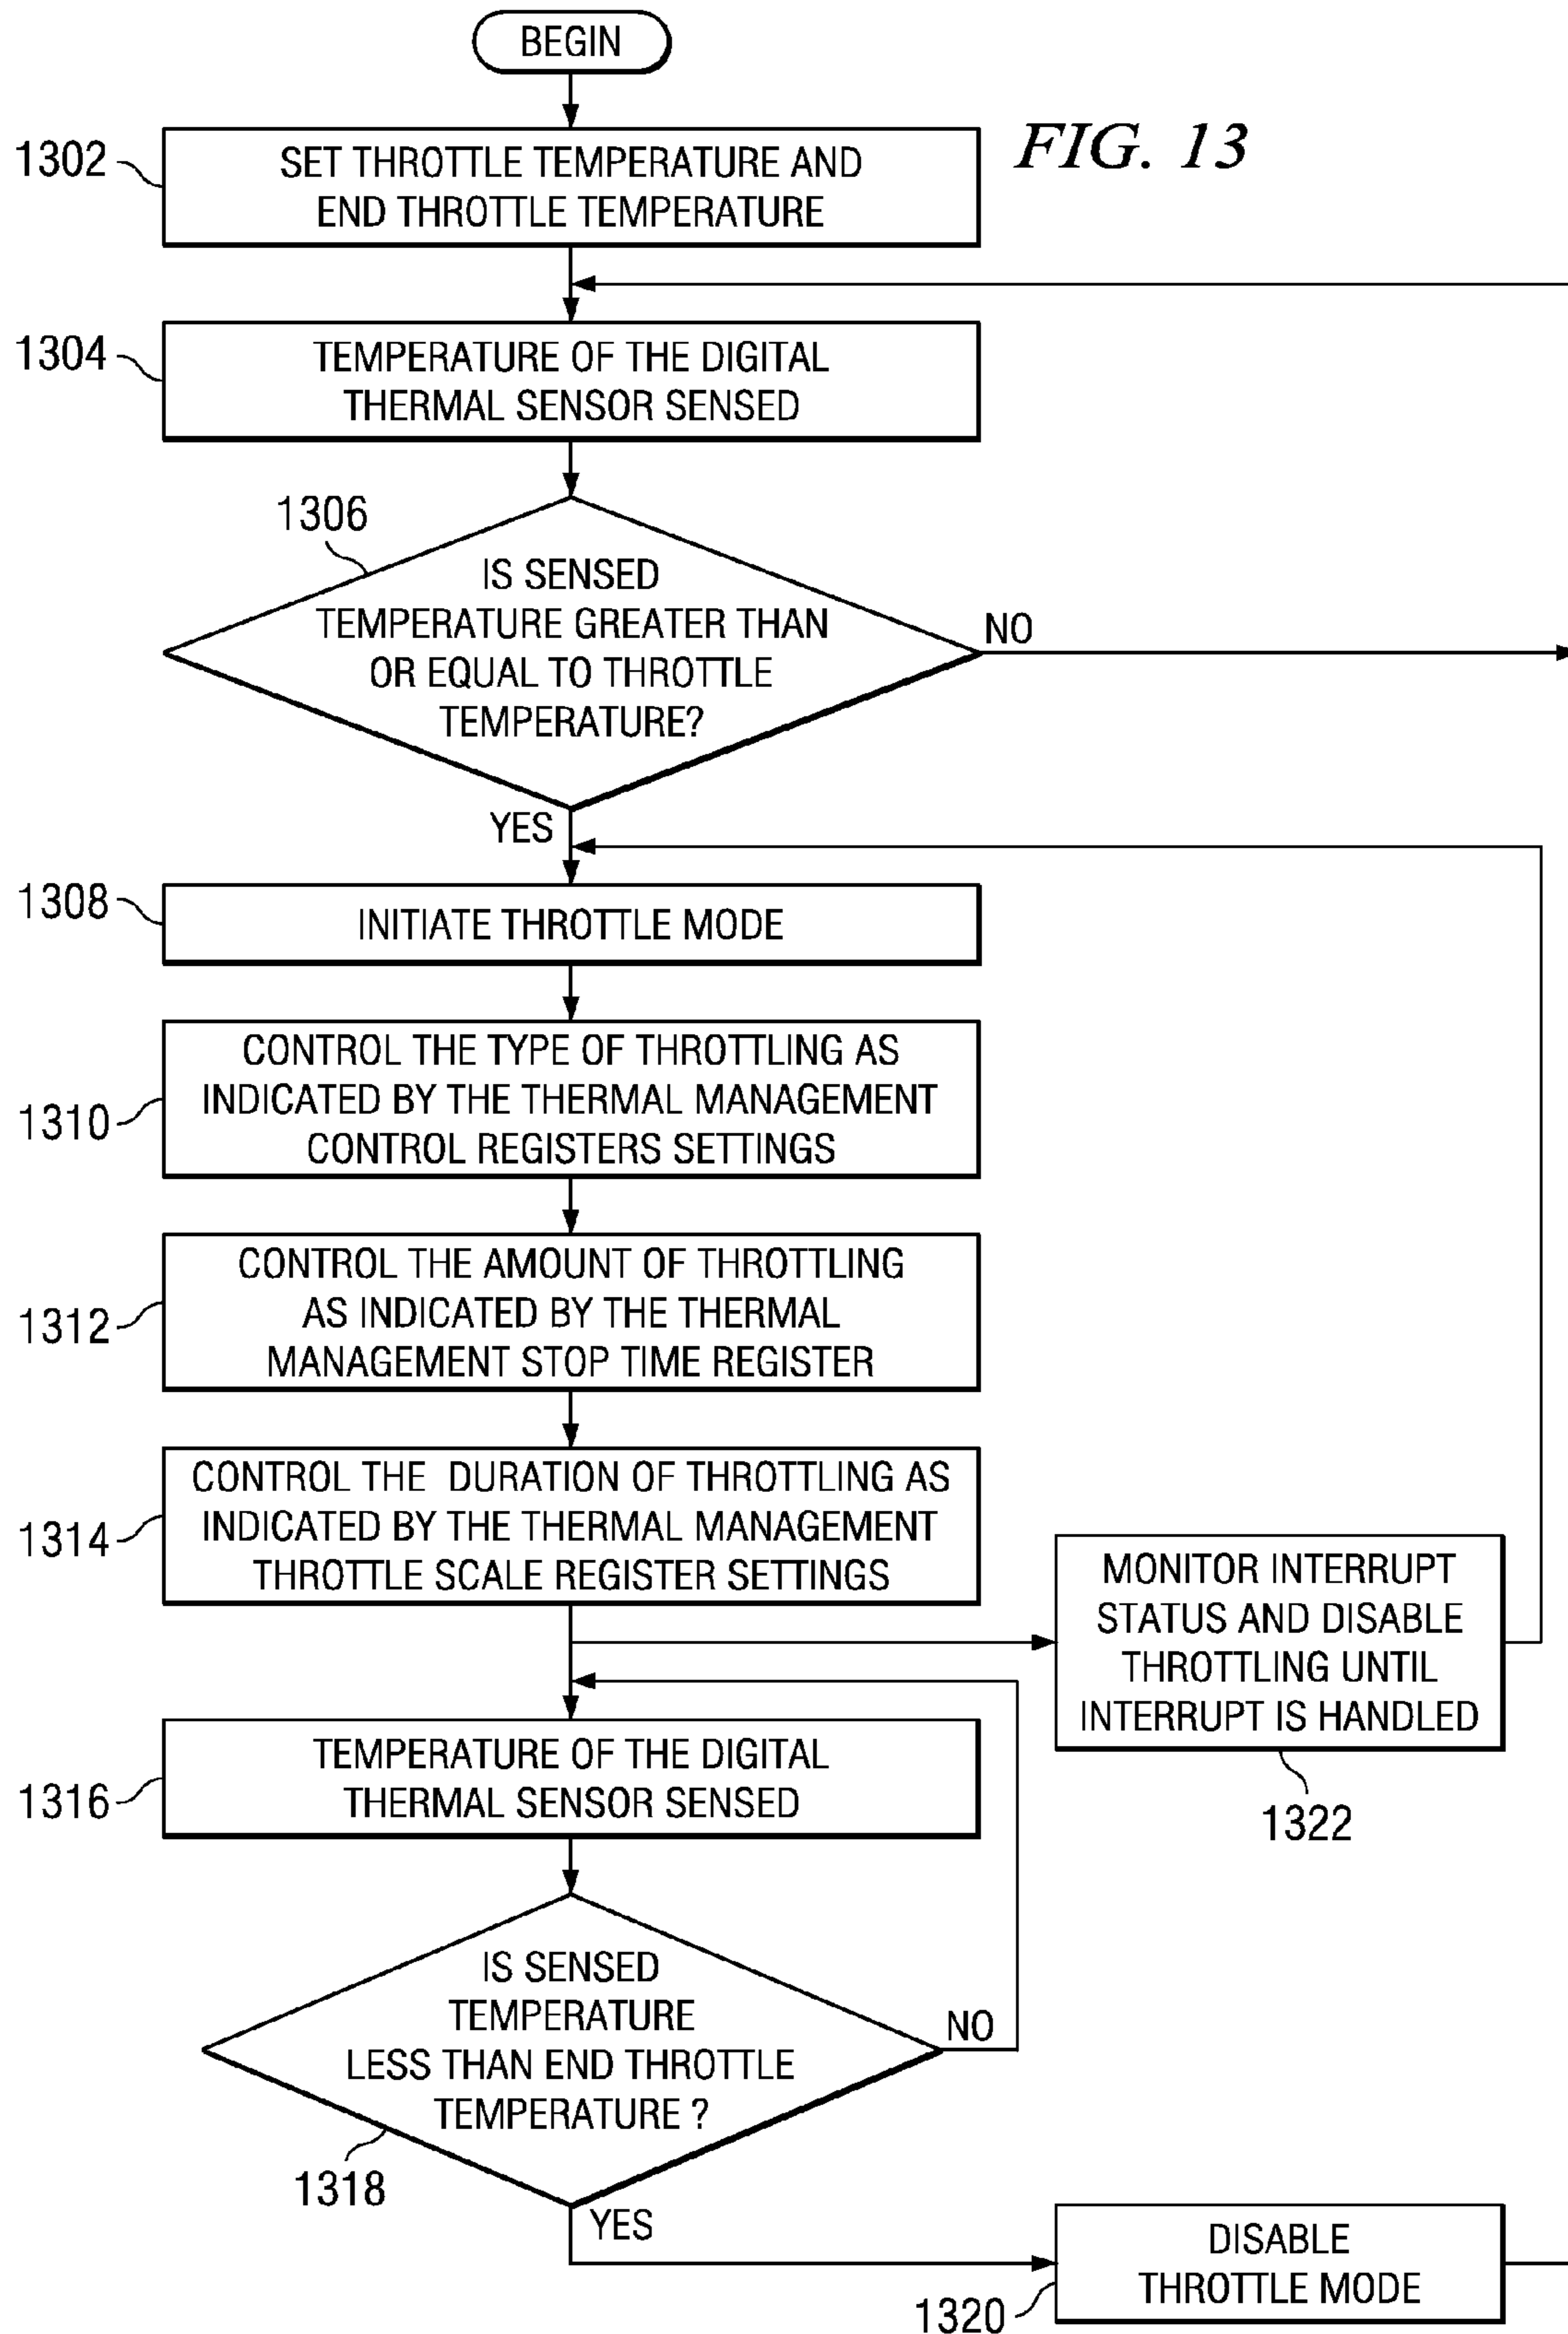 BEGIN
FIG. 13
1302
SET THROTTLE TEMPERATURE AND
END THROTTLE TEMPERATURE
1304
TEMPERATURE OF THE DIGITAL
THERMAL SENSOR SENSED
1306
IS SENSED
TEMPERATURE GREATER THAN
OR EQUAL TO THROTTLE
TEMPERATURE?
NO
YES
1308
INITIATE THROTTLE MODE
1310
CONTROL THE TYPE OF THROTTLING AS
INDICATED BY THE THERMAL MANAGEMENT
CONTROL REGISTERS SETTINGS
1312
CONTROL THE AMOUNT OF THROTTLING
AS INDICATED BY THE THERMAL
MANAGEMENT STOP TIME REGISTER
1314
CONTROL THE DURATION OF THROTTLING AS
INDICATED BY THE THERMAL MANAGEMENT
THROTTLE SCALE REGISTER SETTINGS
MONITOR INTERRUPT
STATUS AND DISABLE
THROTTLING UNTIL
INTERRUPT IS HANDLED
1322
1316
TEMPERATURE OF THE DIGITAL
THERMAL SENSOR SENSED
IS SENSED
TEMPERATURE
LESS THAN END THROTTLE
TEMPERATURE ?
NO
1318
YES
DISABLE
THROTTLE MODE
1320